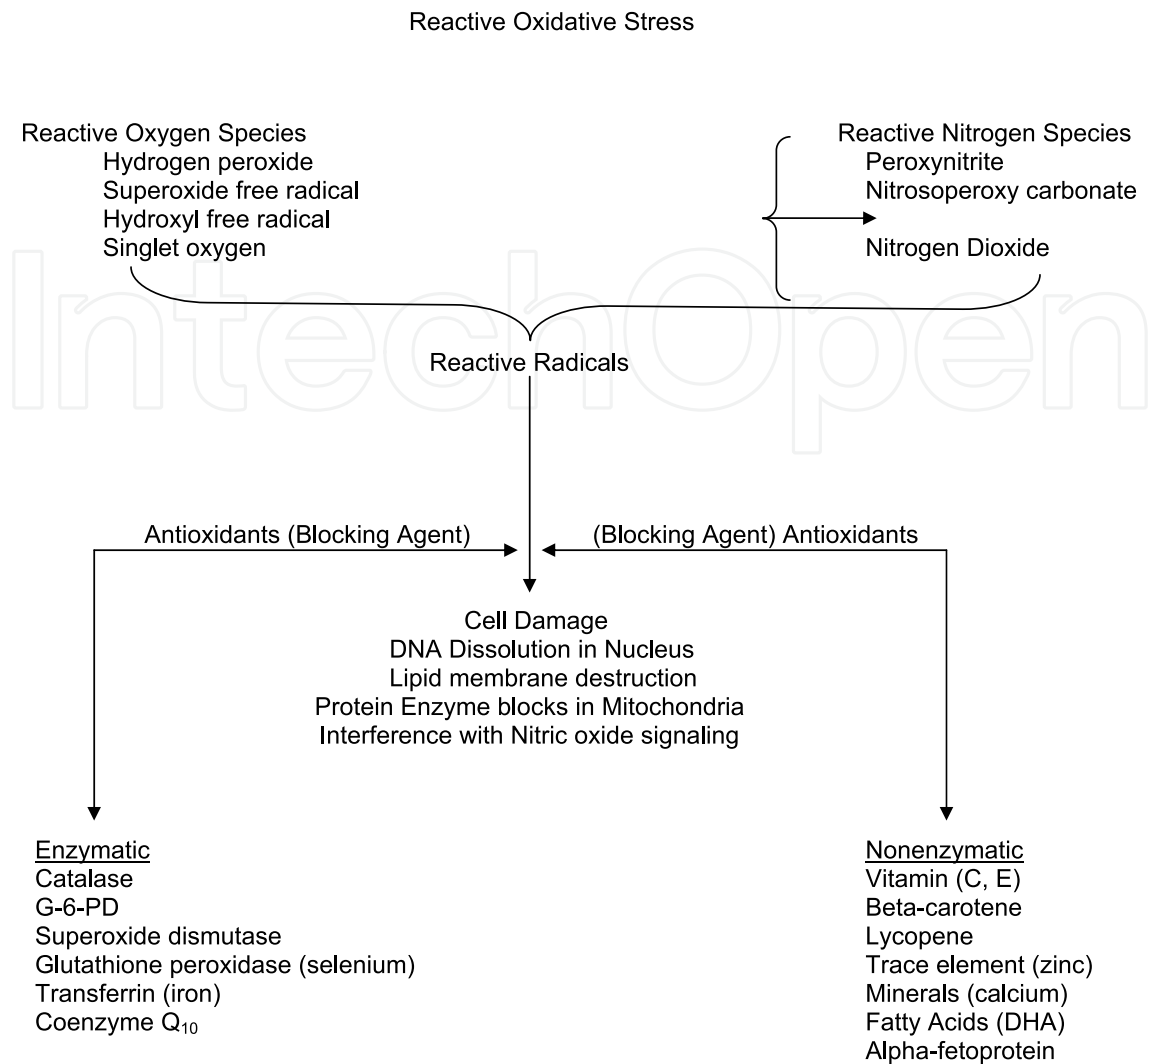 Reactive Oxidative Stress
Reactive Oxygen Species
Hydrogen peroxide
Superoxide free radical
Hydroxyl free radical
Singlet oxygen
Reactive Nitrogen Species
Peroxynitrite
Nitrosoperoxy carbonate
Nitrogen Dioxide
IntechOpen
Reactive Radicals
Antioxidants (Blocking Agent)
(Blocking Agent) Antioxidants
Cell Damage
DNA Dissolution in Nucleus
Lipid membrane destruction
Protein Enzyme blocks in Mitochondria
Interference with Nitric oxide signaling
Enzymatic
Catalase
G-6-PD
Superoxide dismutase
Glutathione peroxidase (selenium)
Transferrin (iron)
Coenzyme Q₁₀
Nonenzymatic
Vitamin (C, E)
Beta-carotene
Lycopene
Trace element (zinc)
Minerals (calcium)
Fatty Acids (DHA)
Alpha-fetoprotein